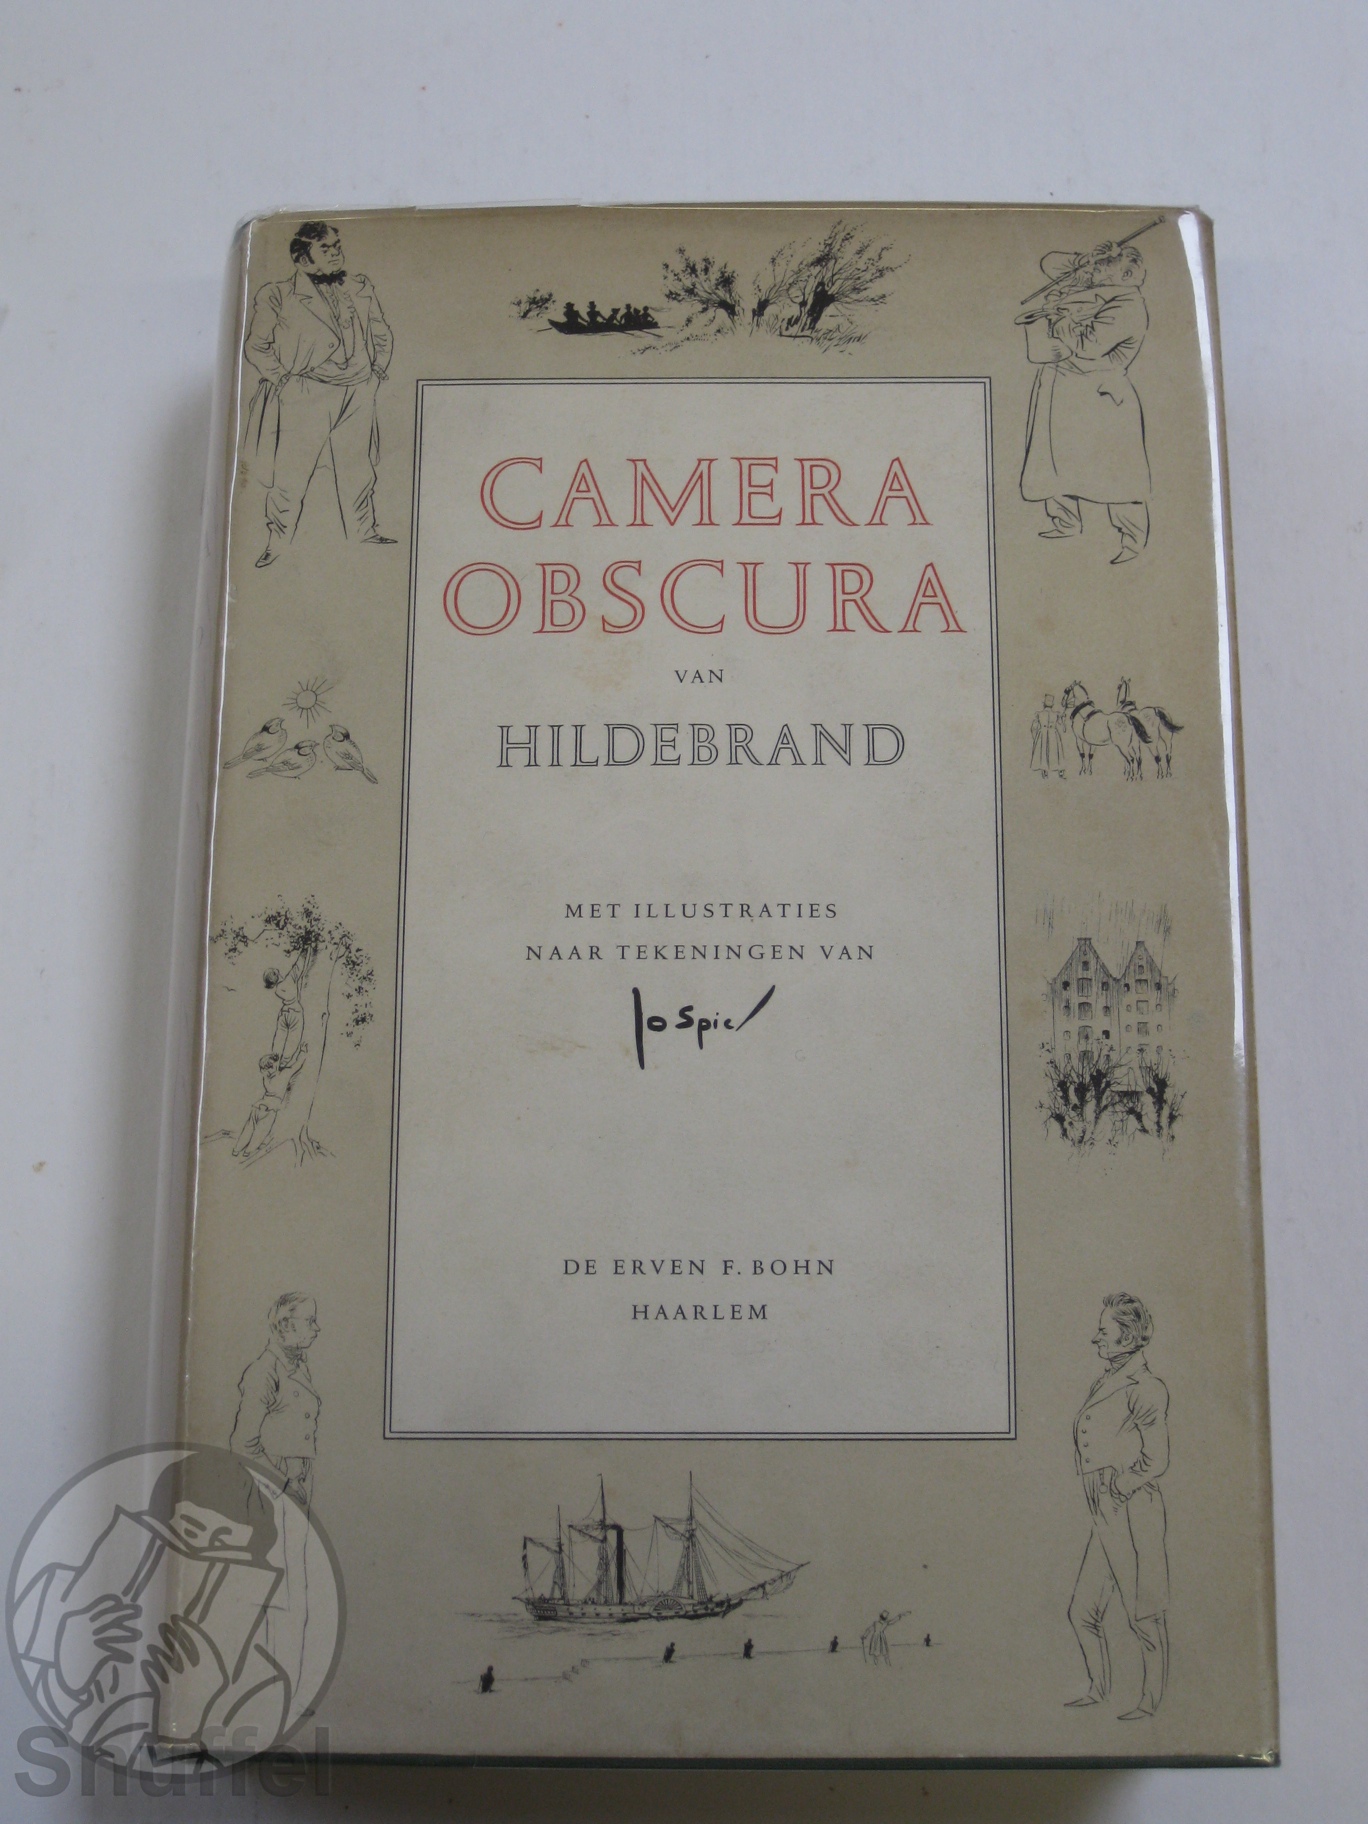 CAMERA
OBSCURA
VAN
HILDEBRAND
MET ILLUSTRATIES
NAAR TEKENINGEN VAN
Jo Spier
DE ERVEN F. BOHN
HAARLEM
Snuffel